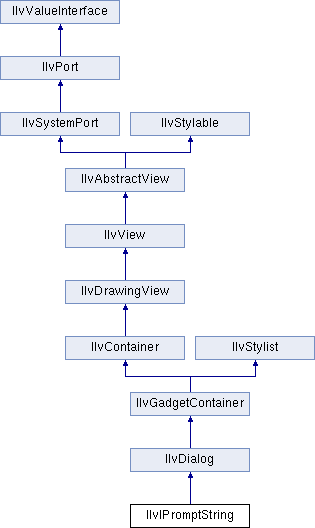 IlvValueInterface
IlvPort
IlvSystemPort
IlvStylable
IlvAbstractView
IlvView
IlvDrawingView
IlvContainer
IlvStylist
IlvGadgetContainer
IlvDialog
IlvIPromptString